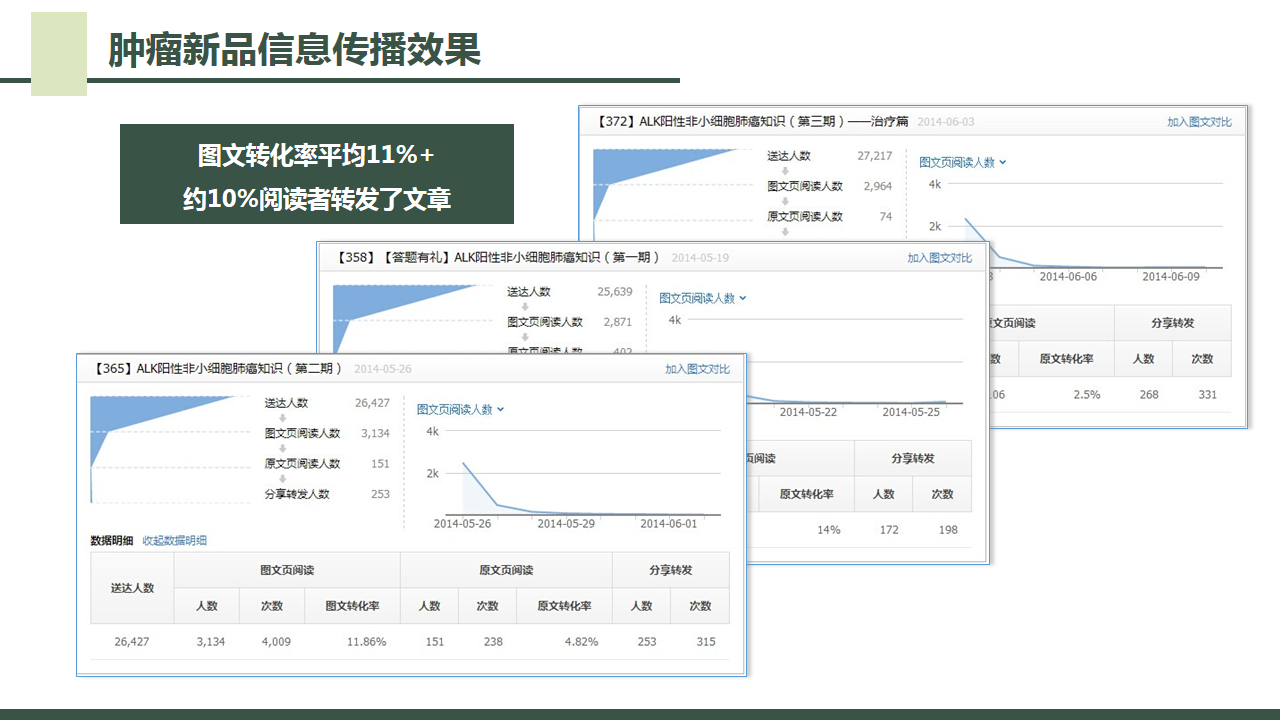 肿瘤新品信息传播效果
图文转化率平均11%+
约10%阅读者转发了文章
【372】ALK阳性非小细胞肺癌知识（第三期）——治疗篇 2014-06-03 加入图文对比
送达人数 27,217
图文页阅读人数 2,964
原文页阅读人数 74
图文页阅读人数
4k
2k
2014-06-06 2014-06-09
文页阅读 分享转发
数 原文转化率 人数 次数
06 2.5% 268 331
【358】【答题有礼】ALK阳性非小细胞肺癌知识（第一期） 2014-05-19 加入图文对比
送达人数 25,639
图文页阅读人数 2,871
原文页阅读人数 402
图文页阅读人数
4k
2014-05-22 2014-05-25
页阅读 分享转发
原文转化率 人数 次数
14% 172 198
【365】ALK阳性非小细胞肺癌知识（第二期） 2014-05-26 加入图文对比
送达人数 26,427
图文页阅读人数 3,134
原文页阅读人数 151
分享转发人数 253
图文页阅读人数
4k
2k
2014-05-26 2014-05-29 2014-06-01
数据明细 收起数据明细
送达人数 图文页阅读 原文页阅读 分享转发
人数 次数 图文转化率 人数 次数 原文转化率 人数 次数
26,427 3,134 4,009 11.86% 151 238 4.82% 253 315